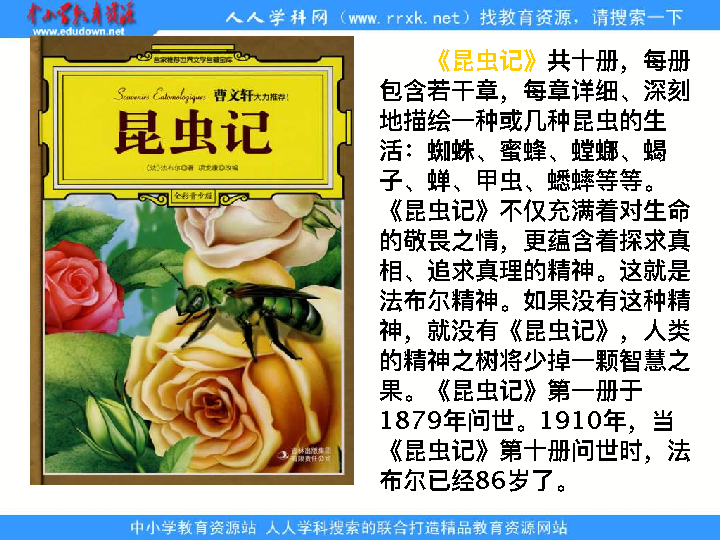 中小学教育资源
www.edudown.net
人人学科网（www.rrxk.net）找教育资源，请搜索一下
名家推荐世界文学名著宝库
Souvenirs Entomologiques 曹文轩大力推荐！
昆虫记
(法)法布尔◎著
全彩青少版
吉林出版集团
有限责任公司
《昆虫记》共十册，每册
包含若干章，每章详细、深刻
地描绘一种或几种昆虫的生
活：蜘蛛、蜜蜂、螳螂、蝎
子、蝉、甲虫、蟋蟀等等。
《昆虫记》不仅充满着对生命
的敬畏之情，更蕴含着探求真
相、追求真理的精神。这就是
法布尔精神。如果没有这种精
神，就没有《昆虫记》，人类
的精神之树将少掉一颗智慧之
果。《昆虫记》第一册于
1879年问世。1910年，当
《昆虫记》第十册问世时，法
布尔已经86岁了。
中小学教育资源站 人人学科搜索的联合打造精品教育资源网站